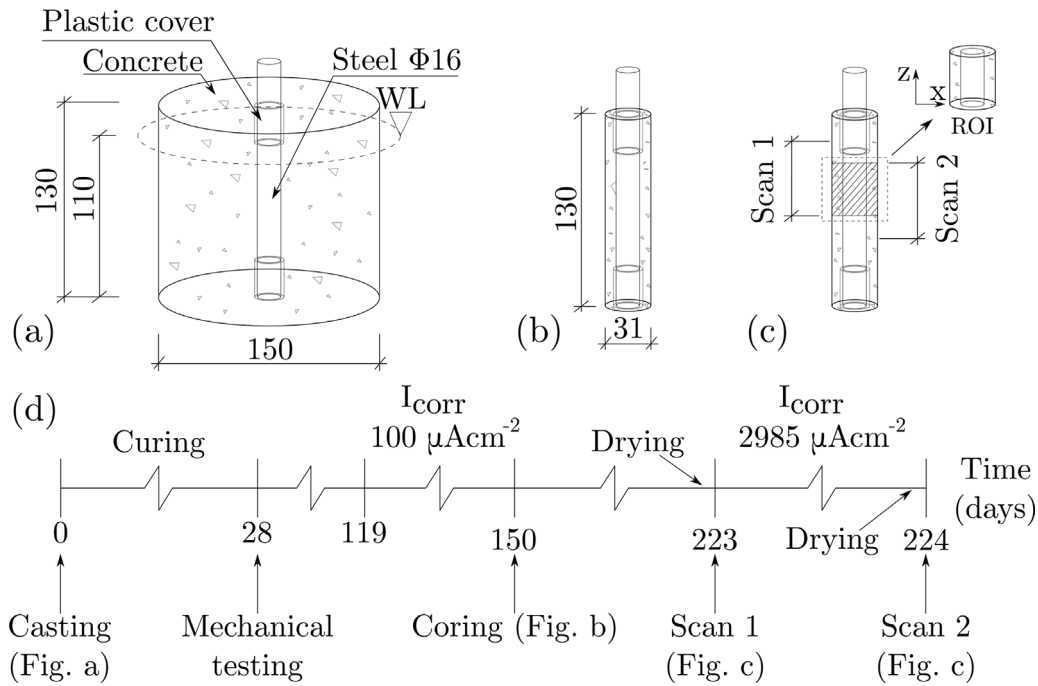 Plastic cover
Concrete
Steel Φ16
WL
130
110
150
(a)
130
31
(b)
Scan 1
Scan 2
z
x
ROI
(c)
(d)
Curing
I_corr
100 μAcm⁻²
Drying
I_corr
2985 μAcm⁻²
Time
(days)
0
28
119
150
223
Drying
224
Casting
(Fig. a)
Mechanical
testing
Coring (Fig. b)
Scan 1
(Fig. c)
Scan 2
(Fig. c)